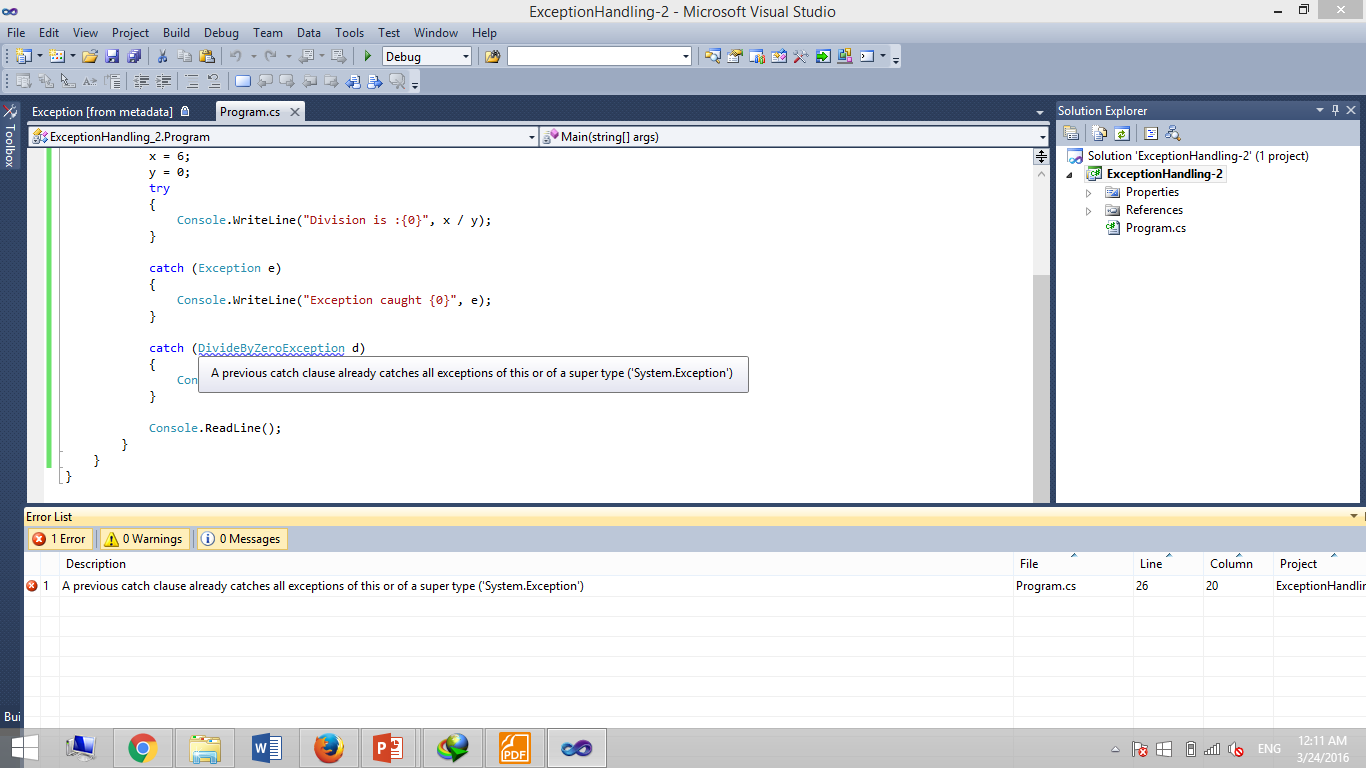 ExceptionHandling-2 - Microsoft Visual Studio
File Edit View Project Build Debug Team Data Tools Test Window Help
Debug
Exception [from metadata] Program.cs
Toolbox
ExceptionHandling_2.Program Main(string[] args)
x = 6;
y = 0;
try
{
Console.WriteLine("Division is :{0}", x / y);
}
catch (Exception e)
{
Console.WriteLine("Exception caught {0}", e);
}
catch (DivideByZeroException d)
{
Con
A previous catch clause already catches all exceptions of this or of a super type ('System.Exception')
}
Console.ReadLine();
}
}
}
Solution Explorer
Solution 'ExceptionHandling-2' (1 project)
ExceptionHandling-2
Properties
References
Program.cs
Error List
1 Error 0 Warnings 0 Messages
Description File Line Column Project
1 A previous catch clause already catches all exceptions of this or of a super type ('System.Exception') Program.cs 26 20 ExceptionHandlin
Bui
PDF
ENG
12:11 AM
3/24/2016